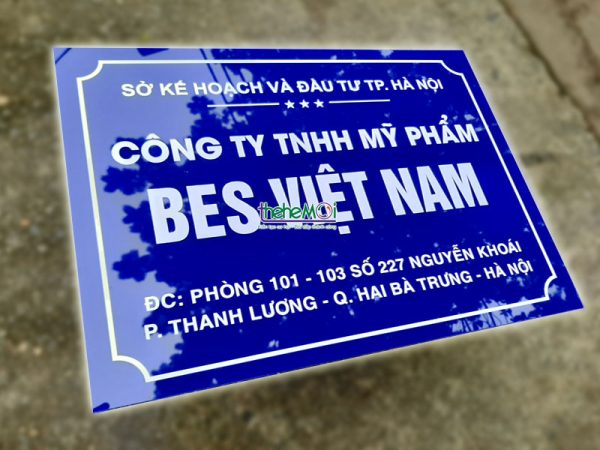 SỞ KẾ HOẠCH VÀ ĐẦU TƯ TP. HÀ NỘI
CÔNG TY TNHH MỸ PHẨM
BES VIỆT NAM
theheMOi
ĐC: PHÒNG 101 - 103 SỐ 227 NGUYỄN KHOÁI
P. THANH LƯƠNG - Q. HAI BÀ TRƯNG - HÀ NỘI